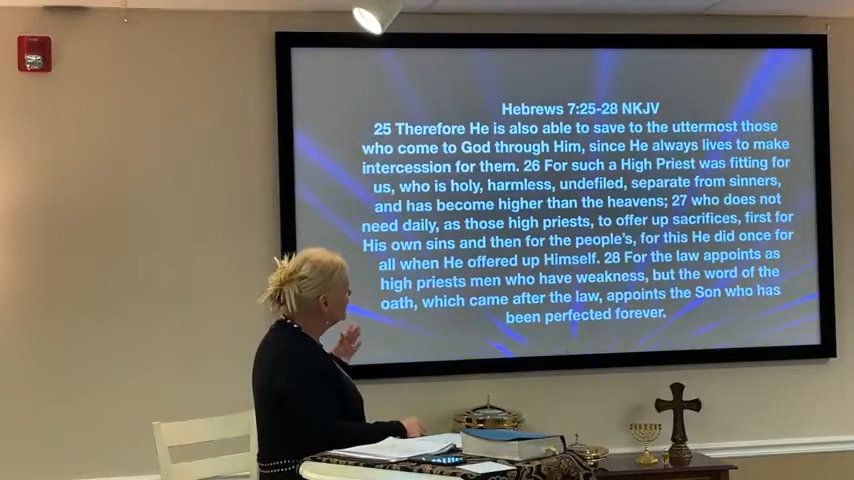 Hebrews 7:25-28 NKJV
25 Therefore He is also able to save to the uttermost those
who come to God through Him, since He always lives to make
intercession for them. 26 For such a High Priest was fitting for
us, who is holy, harmless, undefiled, separate from sinners,
and has become higher than the heavens; 27 who does not
need daily, as those high priests, to offer up sacrifices, first for
His own sins and then for the people's, for this He did once for
all when He offered up Himself. 28 For the law appoints as
high priests men who have weakness, but the word of the
oath, which came after the law, appoints the Son who has
been perfected forever.